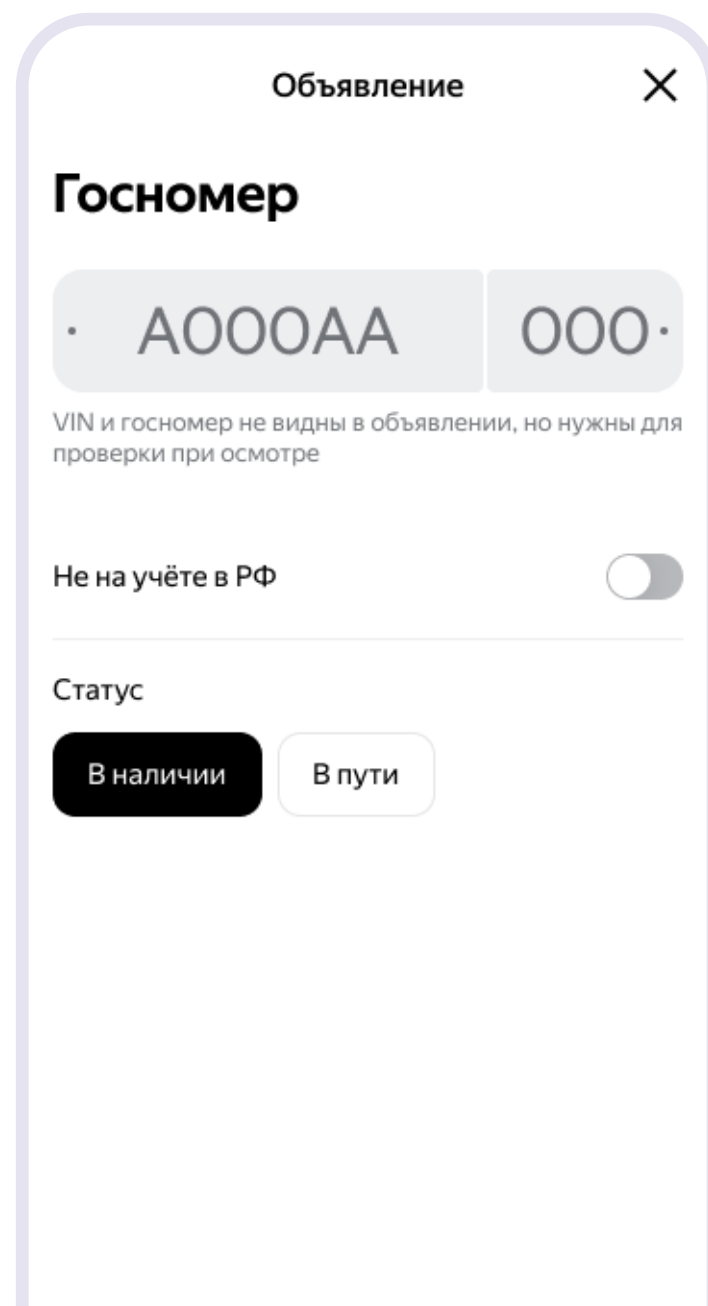 Объявление
Госномер
· А000АА 000 ·
VIN и госномер не видны в объявлении, но нужны для
проверки при осмотре
Не на учёте в РФ
Статус
В наличии В пути